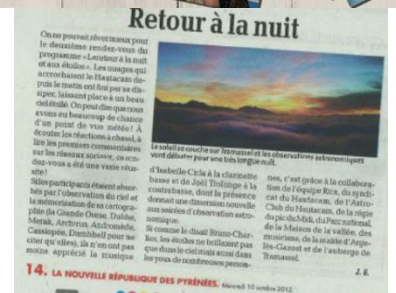 Retour à la nuit
On ne pouvait rêver mieux pour
le deuxième rendez-vous du
programme «Le retour à la nuit
et aux étoiles». Les nuages qui
accrochaient le Hautacam de-
puis le matin ont fini par se dis-
siper, laissant place à un beau
ciel étoilé. On peut dire que nous
avons eu beaucoup de chance
d'un point de vue météo! À
écouter les réactions à chaud, à
lire les premiers commentaires
sur les réseaux sociaux, ce
dez-vous a été une vraie réus-
site!
Si les participants étaient absor-
bés par l'observation du ciel et
la mémorisation de sa cartogra-
phie (la Grande Ourse, Dubhe,
Merak, Arcturus, Andromède,
Cassiopée, Dumbbell pour ne
citer qu'elles), ils n'en ont pas
moins apprécié la musique
Le soleil se couche sur Tramassel et les observations astronomiques
vont débuter pour une très longue nuit.
d'Isabelle Cicla à la clarinette
basse et de Joël Trolonge à la
contrebasse, dont la présence
donnait une dimension nouvelle
aux soirées d'observation astro-
nomique.
Si comme le disait Bruno Char-
lier, les étoiles ne brillaient pas
que dans le ciel mais aussi dans
les yeux de nombreuses person-
nes, c'est grâce à la collabora-
tion de l'équipe Rice, du syndi-
cat du Hautacam, de l'Astro-
Club du Hautacam, de la régie
du pic du Midi, du Parc national,
de la Maison de la vallée, des
musiciens, de la mairie d'Arge-
lès-Gazost et de l'auberge de
Tramassel.
J. B.
14. LA NOUVELLE RÉPUBLIQUE DES PYRÉNÉES. Mercredi 10 octobre 2012.